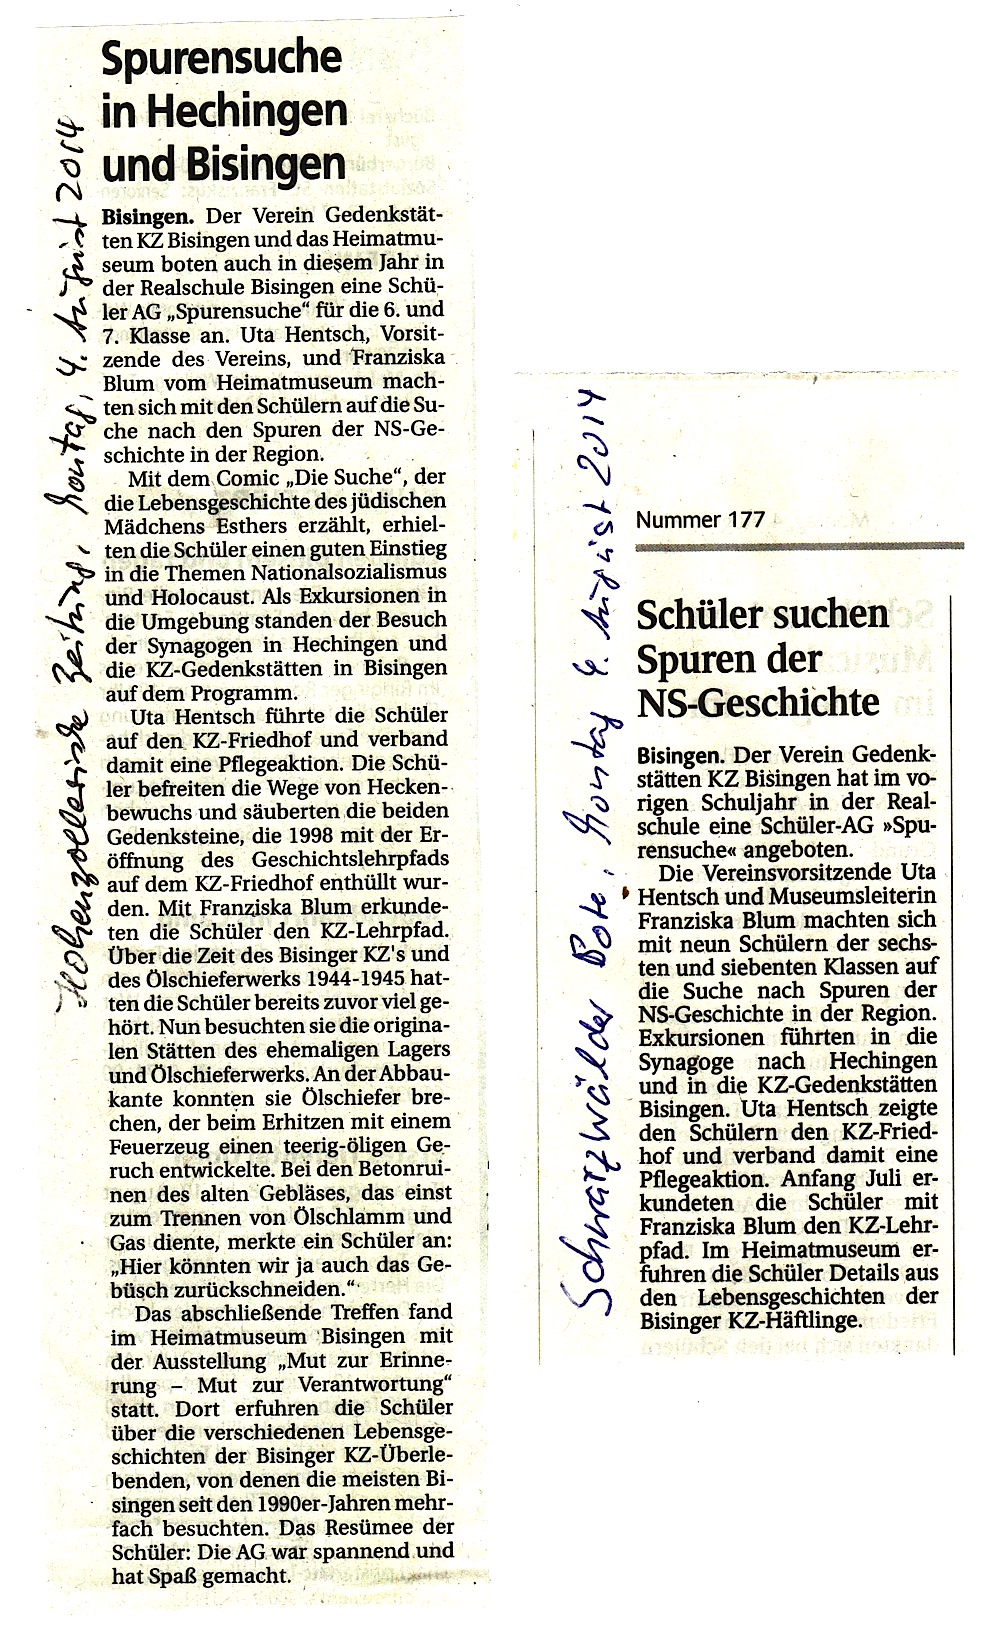 Spurensuche
in Hechingen
und Bisingen
Bisingen. Der Verein Gedenkstät-
ten KZ Bisingen und das Heimatmu-
seum boten auch in diesem Jahr in
der Realschule Bisingen eine Schü-
ler AG „Spurensuche“ für die 6. und
7. Klasse an. Uta Hentsch, Vorsit-
zende des Vereins, und Franziska
Blum vom Heimatmuseum mach-
ten sich mit den Schülern auf die Su-
che nach den Spuren der NS-Ge-
schichte in der Region.
Mit dem Comic „Die Suche“, der
die Lebensgeschichte des jüdischen
Mädchens Esthers erzählt, erhiel-
ten die Schüler einen guten Einstieg
in die Themen Nationalsozialismus
und Holocaust. Als Exkursionen in
die Umgebung standen der Besuch
der Synagogen in Hechingen und
die KZ-Gedenkstätten in Bisingen
auf dem Programm.
Uta Hentsch führte die Schüler
auf den KZ-Friedhof und verband
damit eine Pflegeaktion. Die Schü-
ler befreiten die Wege von Hecken-
bewuchs und säuberten die beiden
Gedenksteine, die 1998 mit der Er-
öffnung des Geschichtslehrpfads
auf dem KZ-Friedhof enthüllt wur-
den. Mit Franziska Blum erkunde-
ten die Schüler den KZ-Lehrpfad.
Über die Zeit des Bisinger KZ's und
des Ölschieferwerks 1944-1945 hat-
ten die Schüler bereits zuvor viel ge-
hört. Nun besuchten sie die origina-
len Stätten des ehemaligen Lagers
und Ölschieferwerks. An der Abbau-
kante konnten sie Ölschiefer bre-
chen, der beim Erhitzen mit einem
Feuerzeug einen teerig-öligen Ge-
ruch entwickelte. Bei den Betonrui-
nen des alten Gebläses, das einst
zum Trennen von Ölschlamm und
Gas diente, merkte ein Schüler an:
„Hier könnten wir ja auch das Ge-
büsch zurückschneiden.“
Das abschließende Treffen fand
im Heimatmuseum Bisingen mit
der Ausstellung „Mut zur Erinne-
rung – Mut zur Verantwortung“
statt. Dort erfuhren die Schüler
über die verschiedenen Lebensge-
schichten der Bisinger KZ-Überle-
benden, von denen die meisten Bi-
singen seit den 1990er-Jahren mehr-
fach besuchten. Das Resümee der
Schüler: Die AG war spannend und
hat Spaß gemacht.
Hohenzollerische Zeitung, Montag, 4. August 2014
Schwarzwälder Bote, Montag 4. August 2014
Nummer 177
Schüler suchen
Spuren der
NS-Geschichte
Bisingen. Der Verein Gedenk-
stätten KZ Bisingen hat im vo-
rigen Schuljahr in der Real-
schule eine Schüler-AG »Spu-
rensuche« angeboten.
Die Vereinsvorsitzende Uta
Hentsch und Museumsleiterin
Franziska Blum machten sich
mit neun Schülern der sechs-
ten und siebenten Klassen auf
die Suche nach Spuren der
NS-Geschichte in der Region.
Exkursionen führten in die
Synagoge nach Hechingen
und in die KZ-Gedenkstätten
Bisingen. Uta Hentsch zeigte
den Schülern den KZ-Fried-
hof und verband damit eine
Pflegeaktion. Anfang Juli er-
kundeten die Schüler mit
Franziska Blum den KZ-Lehr-
pfad. Im Heimatmuseum er-
fuhren die Schüler Details aus
den Lebensgeschichten der
Bisinger KZ-Häftlinge.